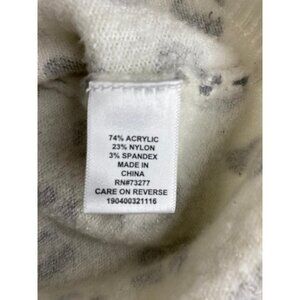 74% ACRYLIC
23% NYLON
3% SPANDEX
MADE IN
CHINA
RN#73277
CARE ON REVERSE
190400321116